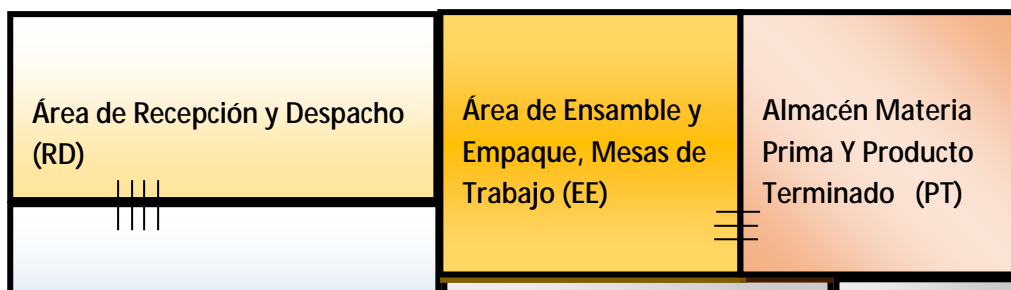 Área de Recepción y Despacho
(RD)
Área de Ensamble y
Empaque, Mesas de
Trabajo (EE)
Almacén Materia
Prima Y Producto
Terminado (PT)